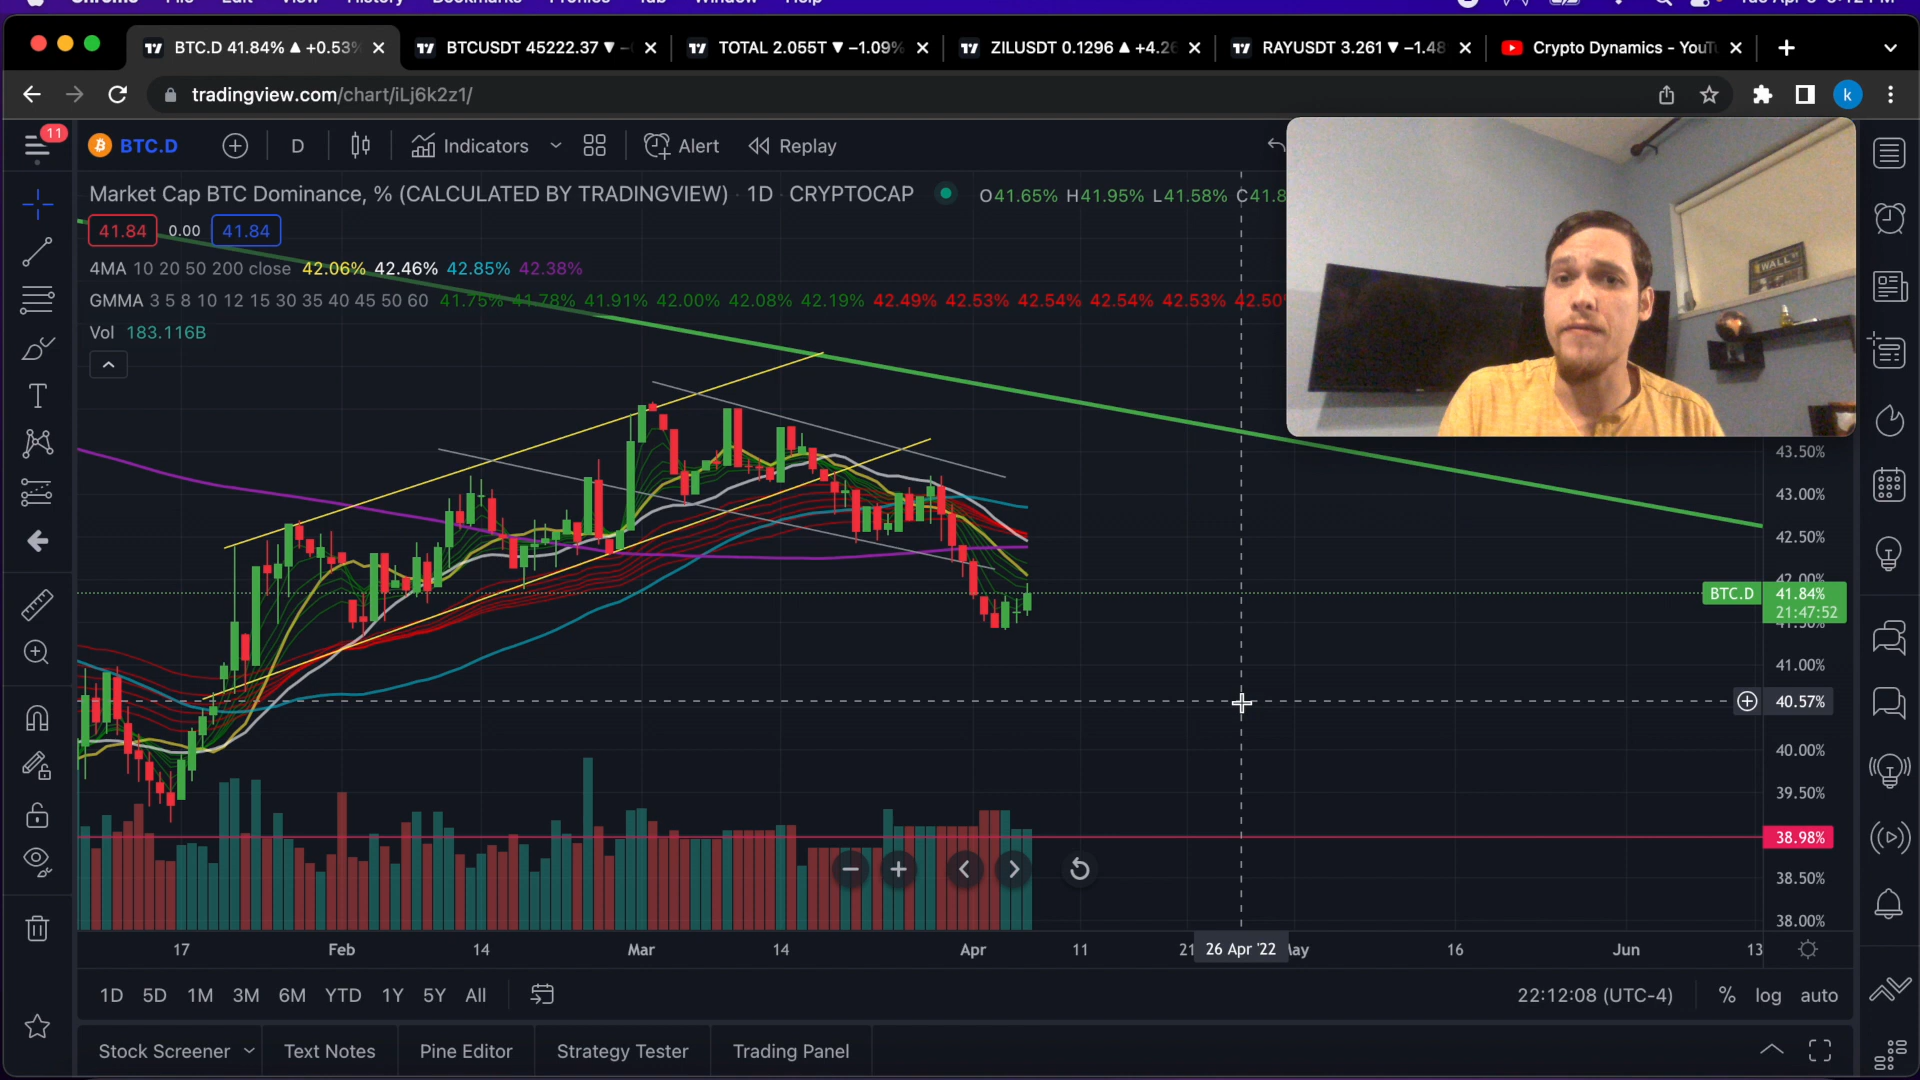 BTC.D 41.84% ▲ +0.53%
BTCUSDT 45222.37 ▼ −
TOTAL 2.055T ▼ −1.09%
ZILUSDT 0.1296 ▲ +4.26
RAYUSDT 3.261 ▼ −1.48
Crypto Dynamics - YouTu
tradingview.com/chart/iLj6k2z1/
k
11
BTC.D
D
Indicators
Alert
Replay
Market Cap BTC Dominance, % (CALCULATED BY TRADINGVIEW) · 1D · CRYPTOCAP
O41.65% H41.95% L41.58% C41.8
41.84 0.00 41.84
4MA 10 20 50 200 close 42.06% 42.46% 42.85% 42.38%
GMMA 3 5 8 10 12 15 30 35 40 45 50 60 41.75% 41.78% 41.91% 42.00% 42.08% 42.19% 42.49% 42.53% 42.54% 42.54% 42.53% 42.50%
Vol 183.116B
WALL
43.50%
43.00%
42.50%
42.00%
BTC.D 41.84%
21:47:52
41.50%
41.00%
40.57%
40.00%
39.50%
38.98%
38.50%
38.00%
17 Feb 14 Mar 14 Apr 11 21 26 Apr '22 May 16 Jun 13
1D 5D 1M 3M 6M YTD 1Y 5Y All
22:12:08 (UTC-4) % log auto
Stock Screener Text Notes Pine Editor Strategy Tester Trading Panel